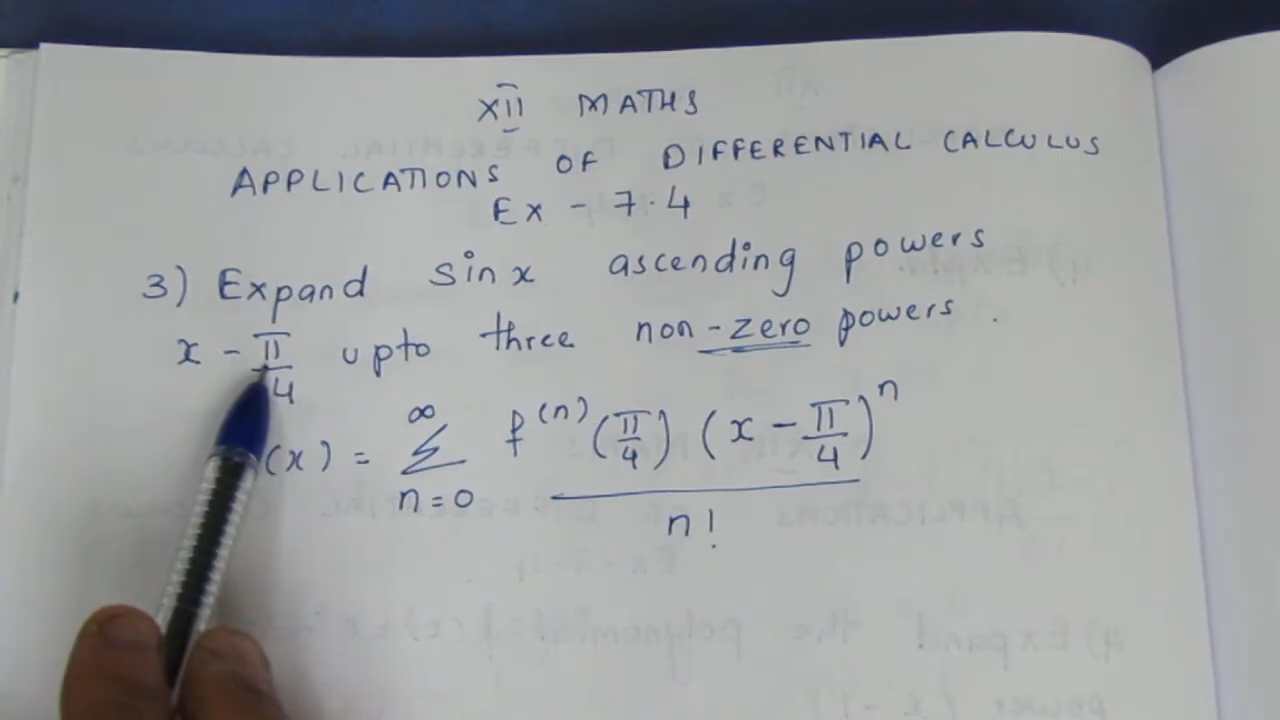 XII MATHS
APPLICATIONS OF DIFFERENTIAL CALCULUS
Ex - 7.4
3) Expand sin x ascending powers
x - π/4 upto three non-zero powers.
(x) = ∞ Σ n=0 f^(n)(π/4) (x - π/4)^n / n!